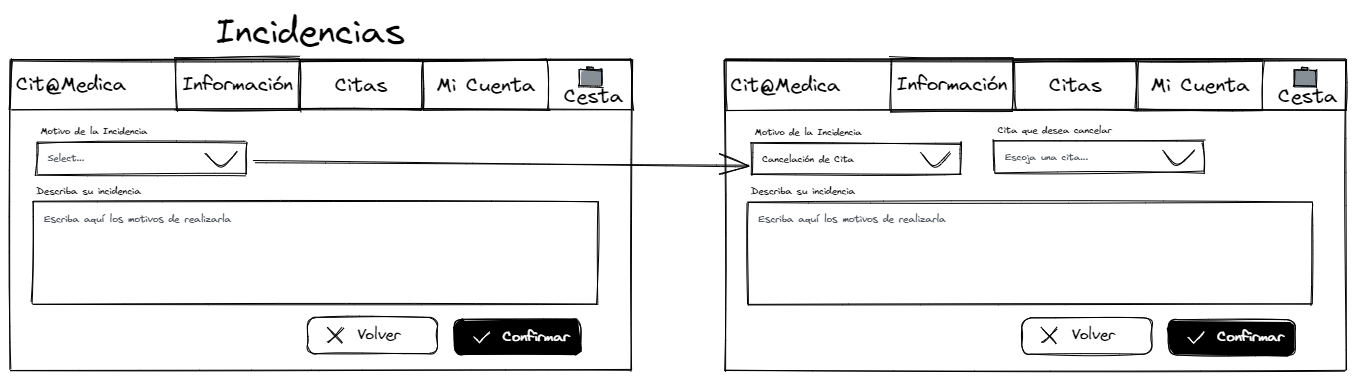 Incidencias
Cit@Medica Información Citas Mi Cuenta Cesta
Motivo de la Incidencia
Select...
Describa su incidencia
Escriba aquí los motivos de realizarla
Volver Confirmar
Cit@Medica Información Citas Mi Cuenta Cesta
Motivo de la Incidencia Cita que desea cancelar
Cancelación de Cita Escoja una cita...
Describa su incidencia
Escriba aquí los motivos de realizarla
Volver Confirmar